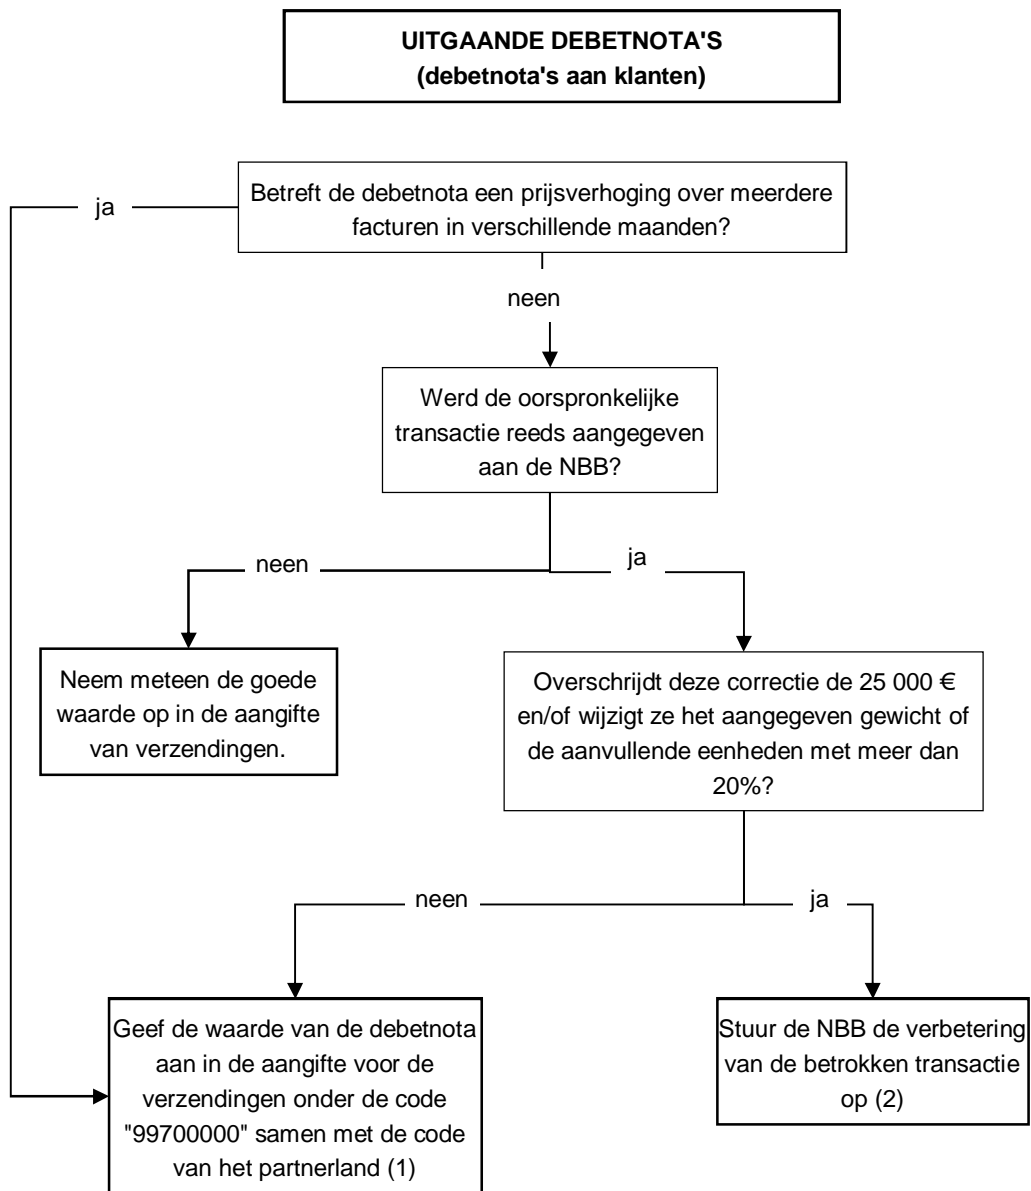 UITGAANDE DEBETNOTA'S
(debetnota's aan klanten)
Betreft de debetnota een prijsverhoging over meerdere
facturen in verschillende maanden?
ja
neen
Werd de oorspronkelijke
transactie reeds aangegeven
aan de NBB?
neen
ja
Neem meteen de goede
waarde op in de aangifte
van verzendingen.
Overschrijdt deze correctie de 25 000 €
en/of wijzigt ze het aangegeven gewicht of
de aanvullende eenheden met meer dan
20%?
neen
ja
Geef de waarde van de debetnota
aan in de aangifte voor de
verzendingen onder de code
"99700000" samen met de code
van het partnerland (1)
Stuur de NBB de verbetering
van de betrokken transactie
op (2)